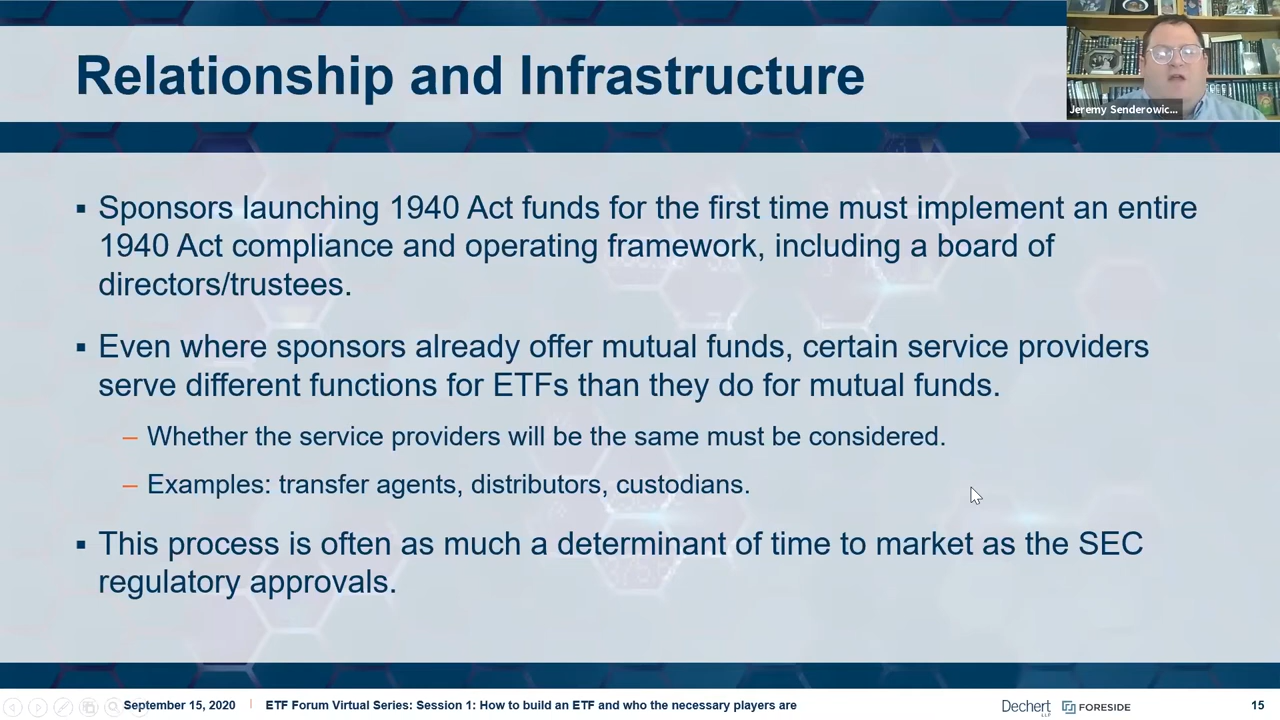 Relationship and Infrastructure
Jeremy Senderowic...
▪ Sponsors launching 1940 Act funds for the first time must implement an entire
1940 Act compliance and operating framework, including a board of
directors/trustees.
▪ Even where sponsors already offer mutual funds, certain service providers
serve different functions for ETFs than they do for mutual funds.
– Whether the service providers will be the same must be considered.
– Examples: transfer agents, distributors, custodians.
▪ This process is often as much a determinant of time to market as the SEC
regulatory approvals.
September 15, 2020 | ETF Forum Virtual Series: Session 1: How to build an ETF and who the necessary players are
Dechert
LLP
FORESIDE
15